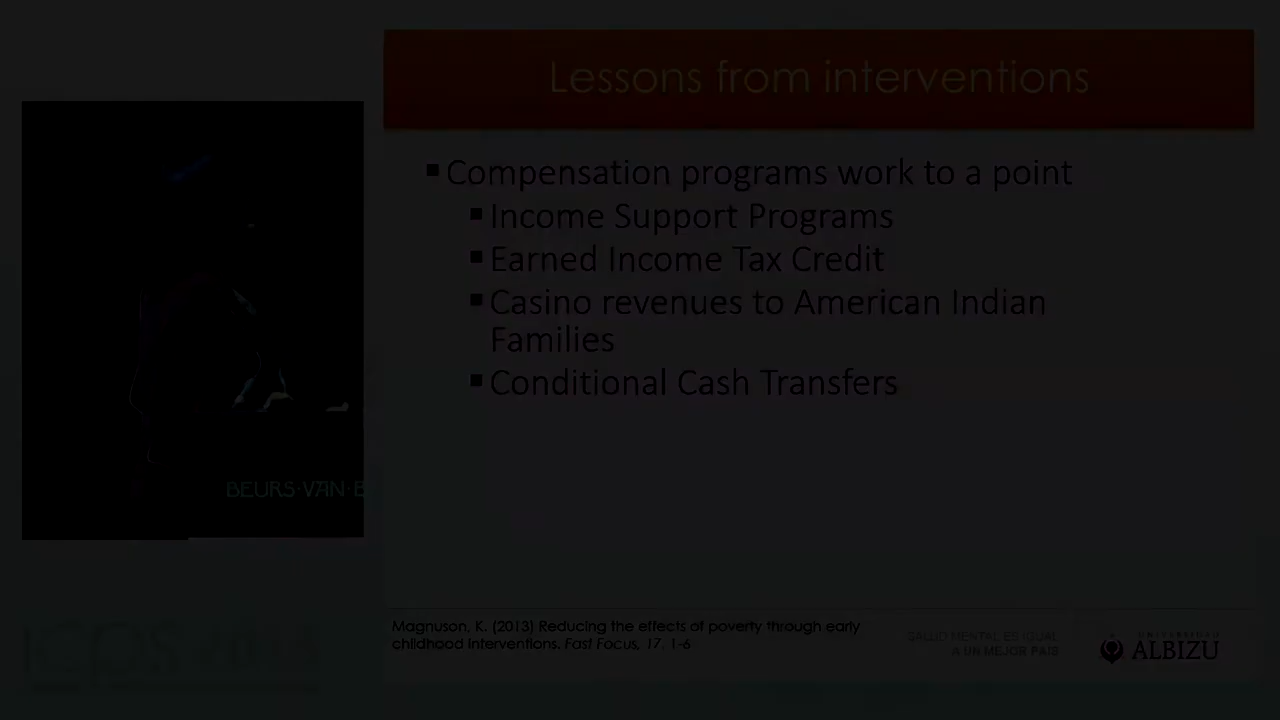 Lessons from interventions
▪Compensation programs work to a point
▪Income Support Programs
▪Earned Income Tax Credit
▪Casino revenues to American Indian
Families
▪Conditional Cash Transfers
BEURS·VAN·B
Magnuson, K. (2013) Reducing the effects of poverty through early
childhood interventions. Fast Focus, 17, 1-6
SALUD MENTAL ES IGUAL
A UN MEJOR PAIS
UNIVERSIDAD
ALBIZU